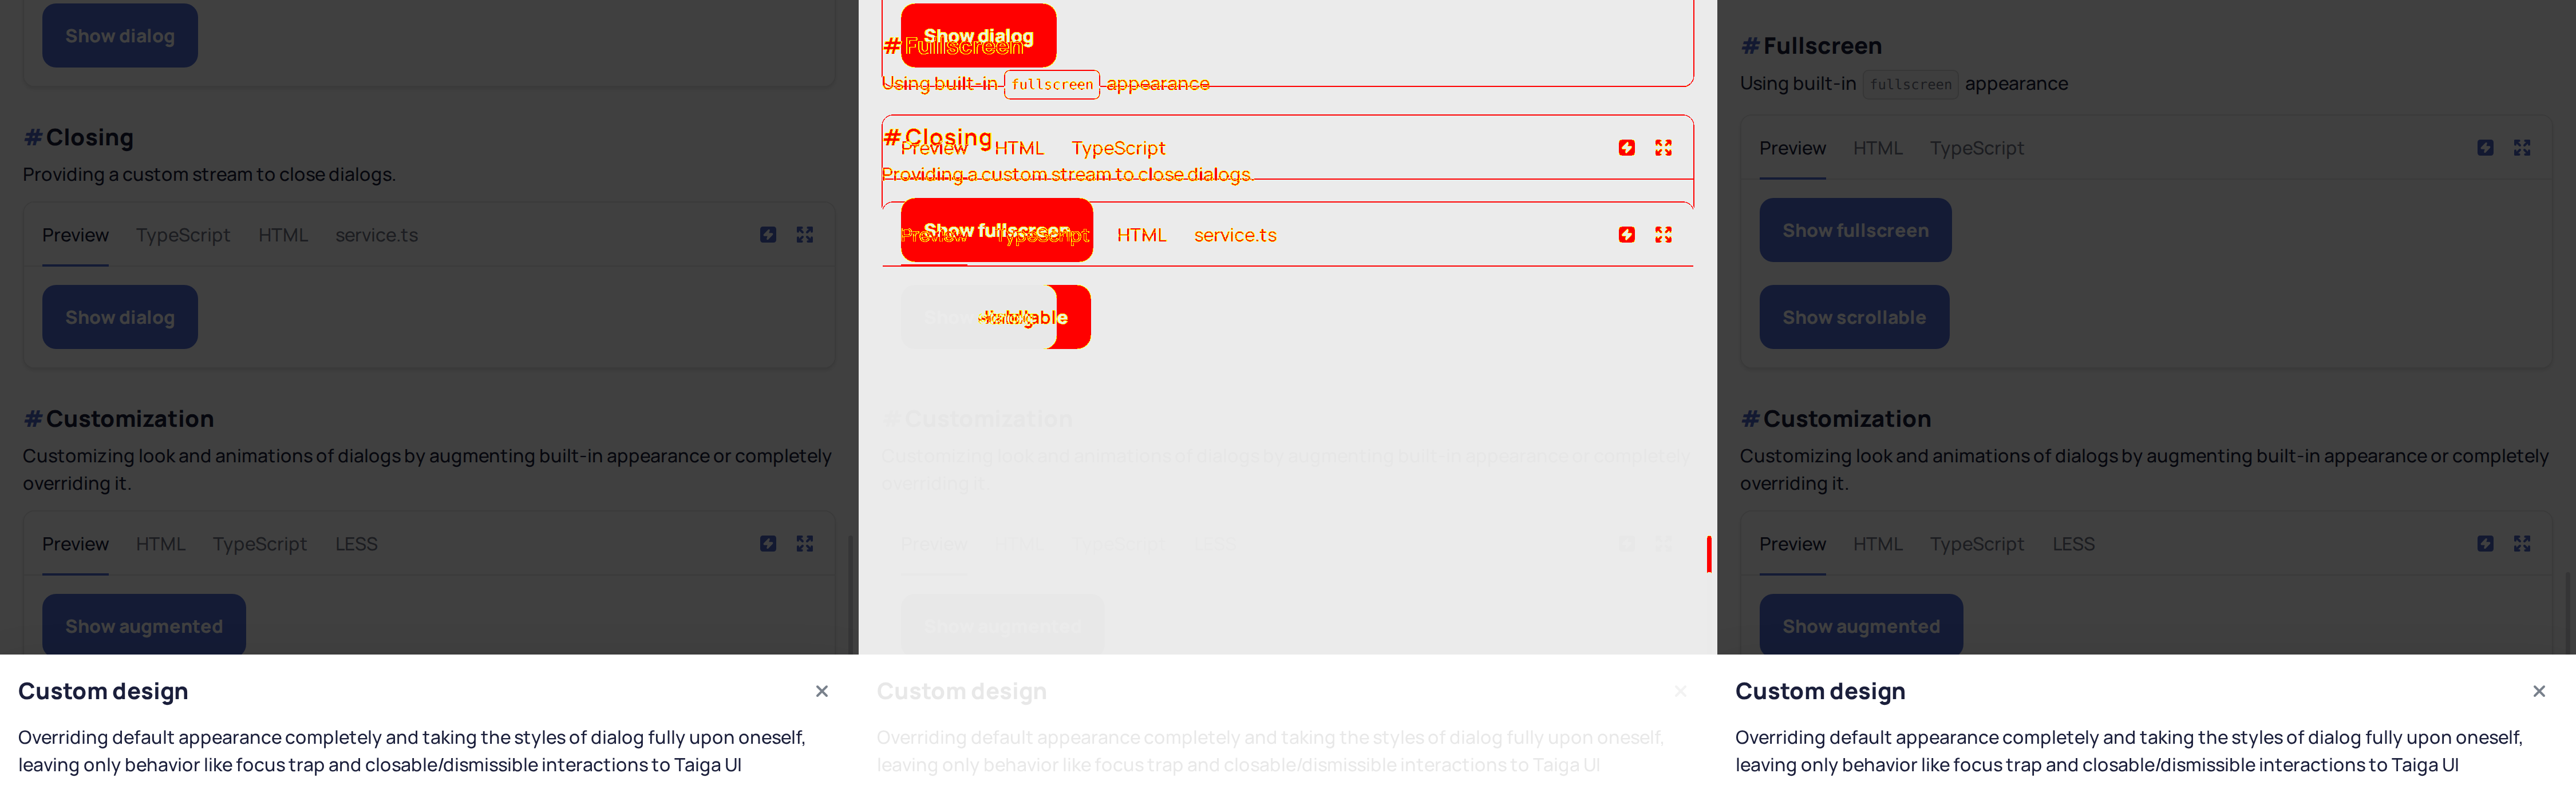 Show dialog
#Closing
Providing a custom stream to close dialogs.
Preview TypeScript HTML service.ts
Show dialog
#Customization
Customizing look and animations of dialogs by augmenting built-in appearance or completely
overriding it.
Preview HTML TypeScript LESS
Show augmented
Custom design
Overriding default appearance completely and taking the styles of dialog fully upon oneself,
leaving only behavior like focus trap and closable/dismissible interactions to Taiga UI
Show dialog
#Fullscreen
Using built-in fullscreen appearance
#Closing
Preview HTML TypeScript
Providing a custom stream to close dialogs.
Show fullscreen
Preview TypeScript HTML service.ts
#Customization
Customizing look and animations of dialogs by augmenting built-in appearance or completely
overriding it.
Preview HTML TypeScript LESS
Show augmented
Custom design
Overriding default appearance completely and taking the styles of dialog fully upon oneself,
leaving only behavior like focus trap and closable/dismissible interactions to Taiga UI
#Fullscreen
Using built-in fullscreen appearance
Preview HTML TypeScript
Show fullscreen
Show scrollable
#Customization
Customizing look and animations of dialogs by augmenting built-in appearance or completely
overriding it.
Preview HTML TypeScript LESS
Show augmented
Custom design
Overriding default appearance completely and taking the styles of dialog fully upon oneself,
leaving only behavior like focus trap and closable/dismissible interactions to Taiga UI